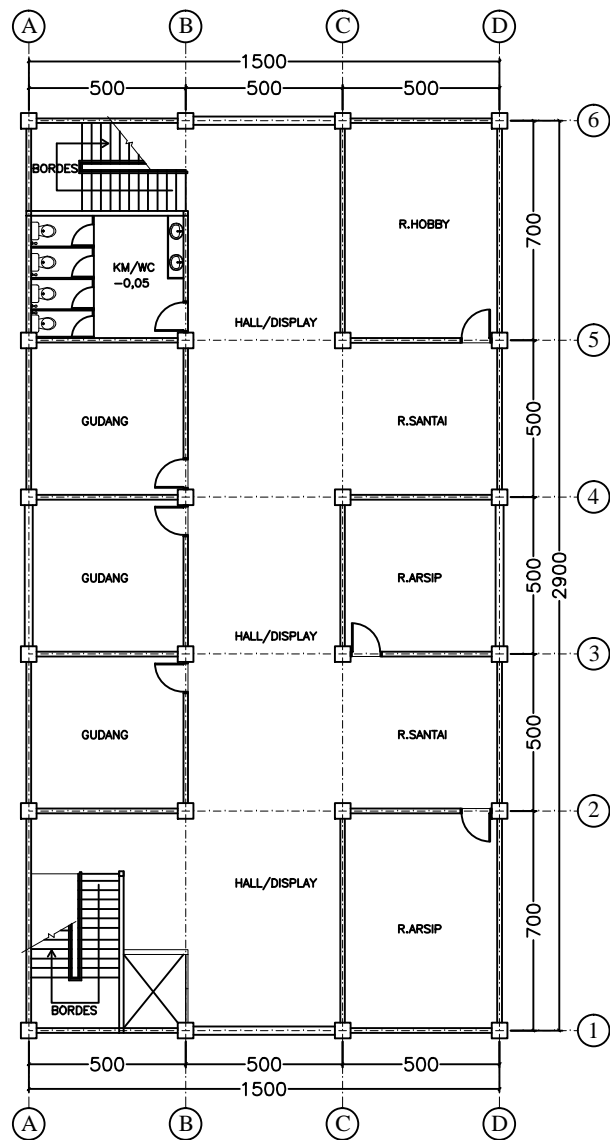 A B C D
1500
500 500 500
6
BORDES
R.HOBBY
700
KM/WC
-0,05
HALL/DISPLAY
5
GUDANG
R.SANTAI
500
4
GUDANG
R.ARSIP
500
2900
HALL/DISPLAY
3
GUDANG
R.SANTAI
500
2
HALL/DISPLAY
R.ARSIP
700
BORDES
1
500 500 500
1500
A B C D